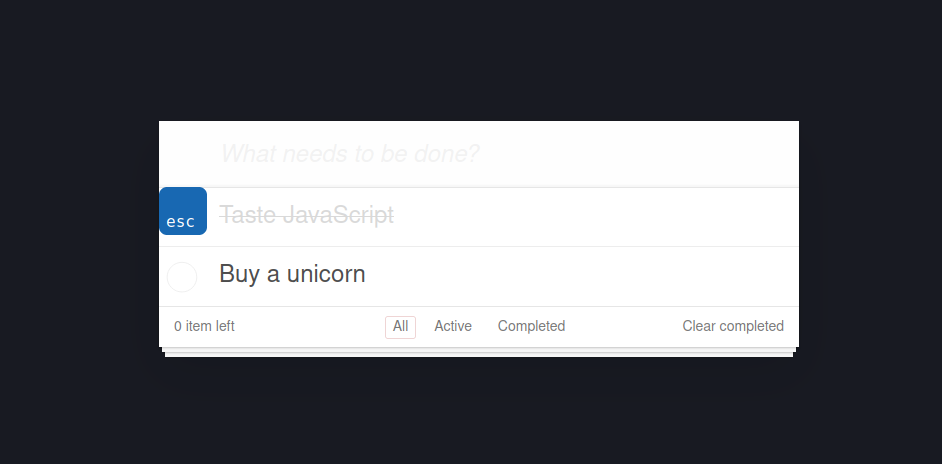 What needs to be done?
esc
Taste JavaScript
Buy a unicorn
0 item left All Active Completed Clear completed